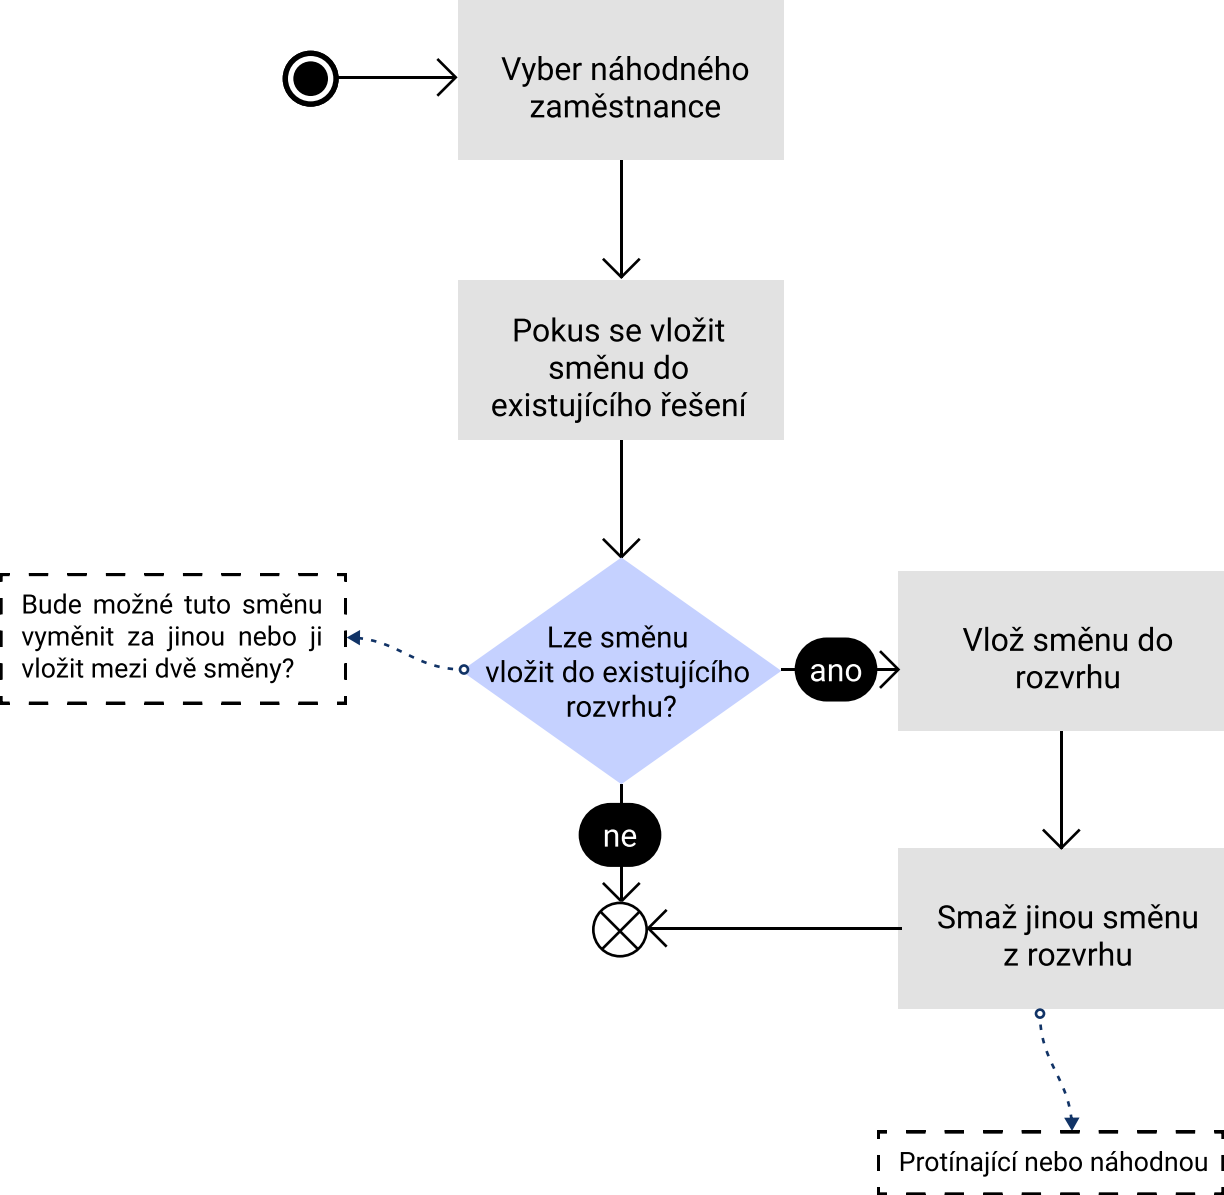 Vyber náhodného
zaměstnance
Pokus se vložit
směnu do
existujícího řešení
Bude možné tuto směnu
vyměnit za jinou nebo ji
vložit mezi dvě směny?
Lze směnu
vložit do existujícího
rozvrhu?
ano
Vlož směnu do
rozvrhu
ne
Smaž jinou směnu
z rozvrhu
Protínající nebo náhodnou